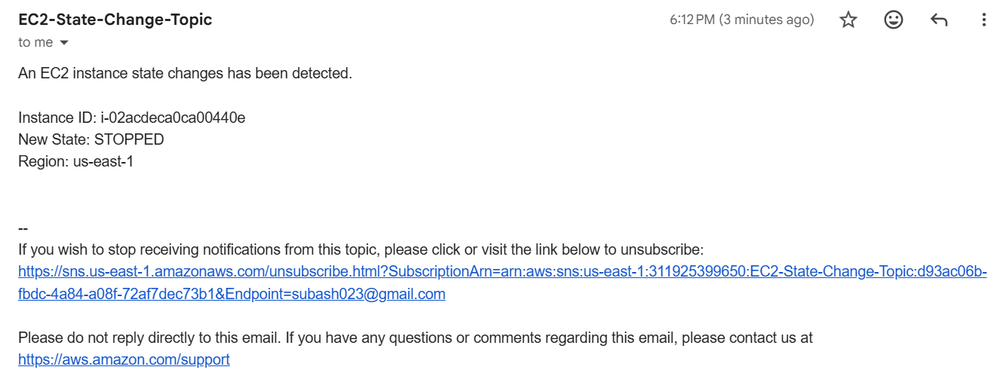 EC2-State-Change-Topic
6:12 PM (3 minutes ago)
to me
An EC2 instance state changes has been detected.
Instance ID: i-02acdeca0ca00440e
New State: STOPPED
Region: us-east-1
--
If you wish to stop receiving notifications from this topic, please click or visit the link below to unsubscribe:
https://sns.us-east-1.amazonaws.com/unsubscribe.html?SubscriptionArn=arn:aws:sns:us-east-1:311925399650:EC2-State-Change-Topic:d93ac06b-
fbdc-4a84-a08f-72af7dec73b1&Endpoint=subash023@gmail.com
Please do not reply directly to this email. If you have any questions or comments regarding this email, please contact us at
https://aws.amazon.com/support